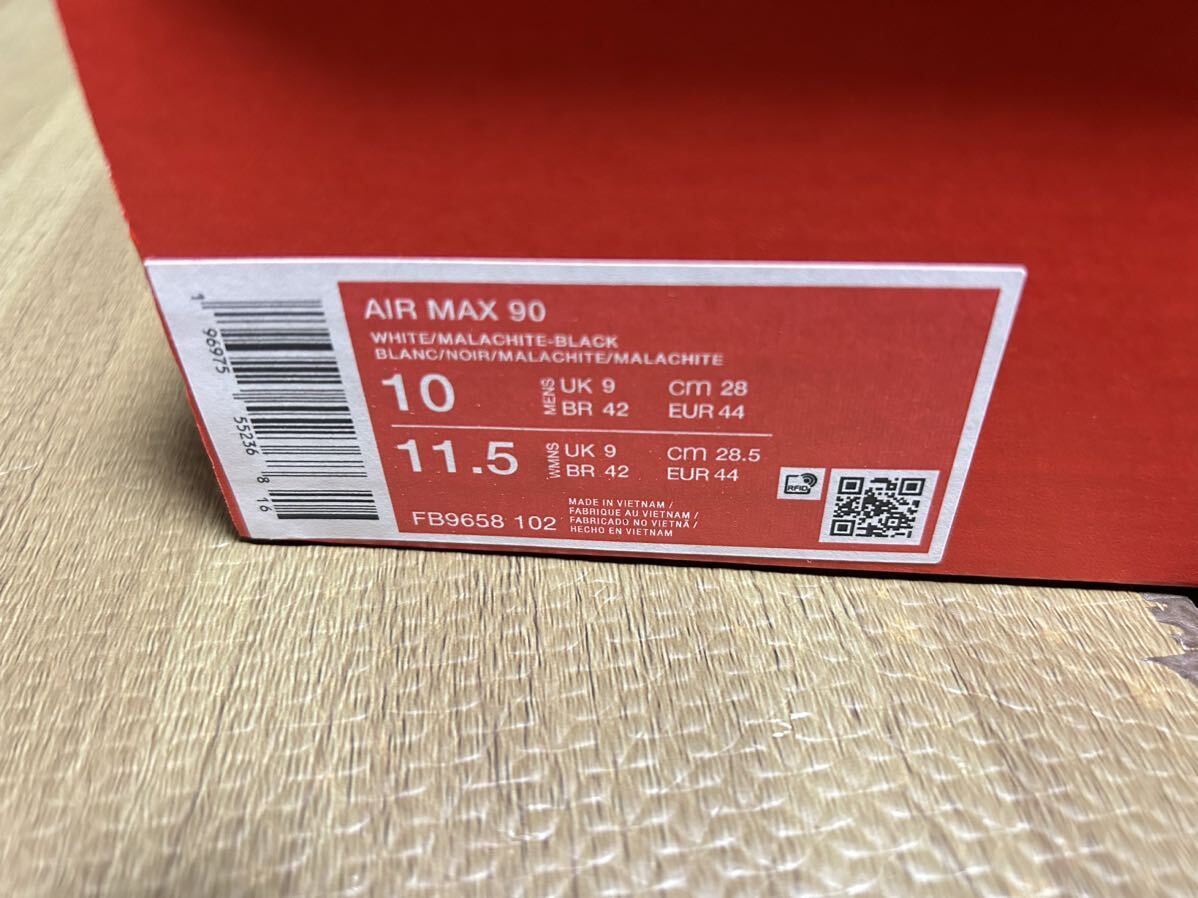 AIR MAX 90
WHITE/MALACHITE-BLACK
BLANC/NOIR/MALACHITE/MALACHITE
10 MENS UK 9 cm 28
BR 42 EUR 44
11.5 WMNS UK 9 cm 28.5
BR 42 EUR 44
FB9658 102
MADE IN VIETNAM /
FABRIQUE AU VIETNAM /
FABRICADO NO VIETNÃ /
HECHO EN VIETNAM
RFID
1 96975 55236 8 16